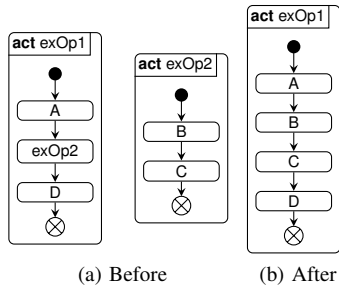 act exOp1
A
exOp2
D
act exOp2
B
C
act exOp1
A
B
C
D
(a) Before
(b) After